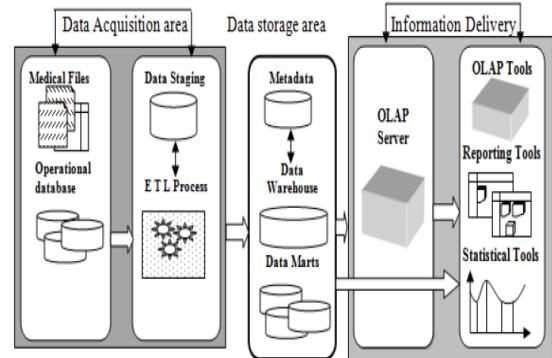 Data Acquisition area
Data storage area
Information Delivery
Medical Files
Operational
database
Data Staging
E T L Process
Metadata
Data
Warehouse
Data Marts
OLAP
Server
OLAP Tools
Reporting Tools
Statistical Tools